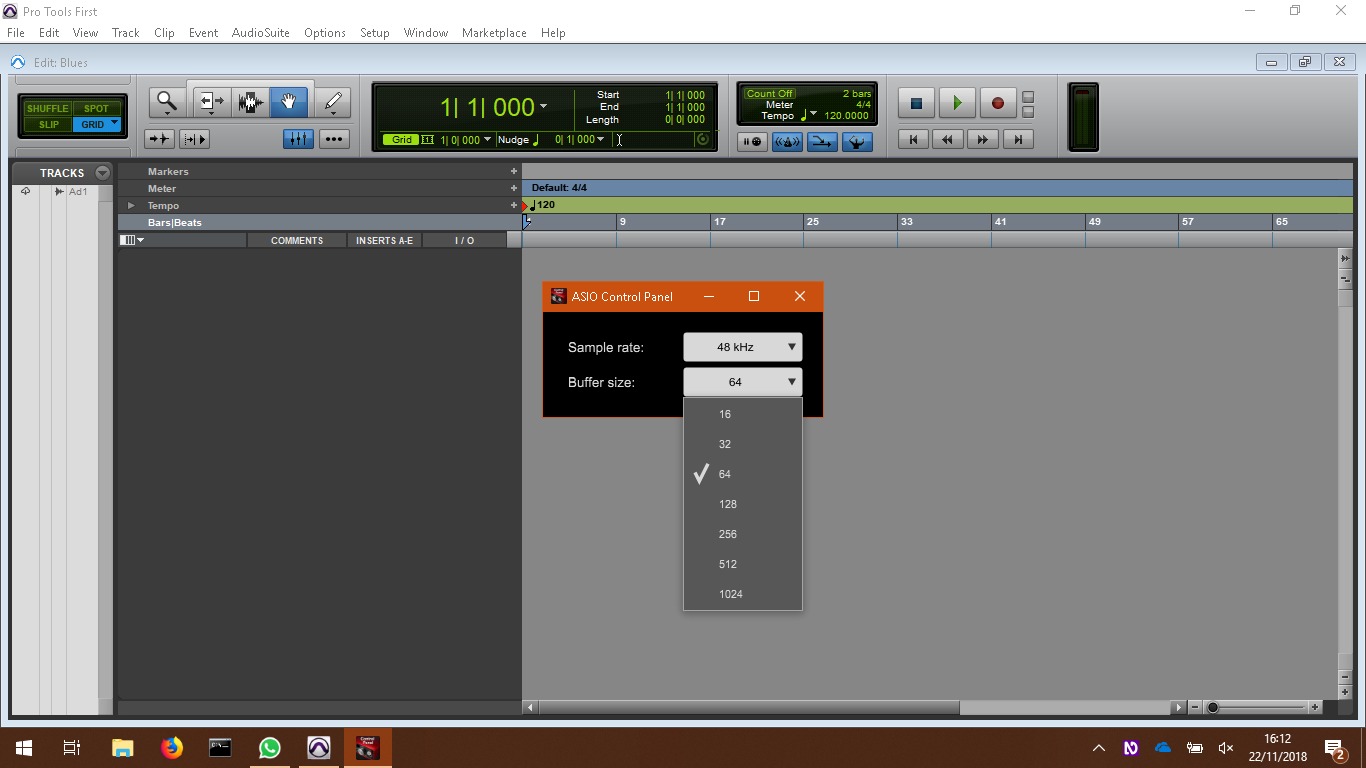 Pro Tools First
File Edit View Track Clip Event AudioSuite Options Setup Window Marketplace Help
Edit: Blues
SHUFFLE SPOT
SLIP GRID
1| 1| 000
Start 1| 1| 000
End 1| 1| 000
Length 0| 0| 000
Grid 1| 0| 000 Nudge 0| 1| 000
Count Off 2 bars
Meter 4/4
Tempo 120.0000
TRACKS
Ad1
Markers
Meter
Default: 4/4
Tempo
120
Bars|Beats
9 17 25 33 41 49 57 65
COMMENTS INSERTS A-E I / O
ASIO Control Panel
Sample rate: 48 kHz
Buffer size: 64
16
32
64
128
256
512
1024
Control
Panel
16:12
22/11/2018
2